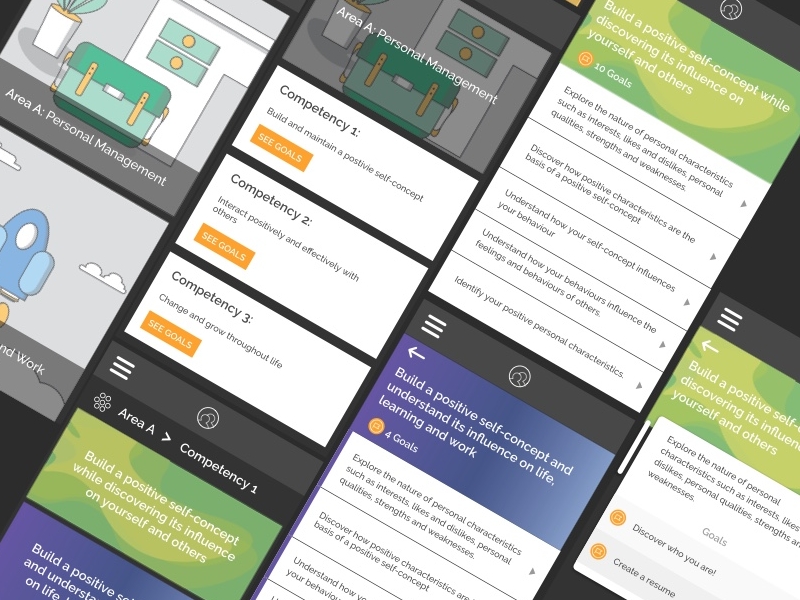 Area A: Personal Management
nd Work
Area A: Personal Management
Competency 1:
Build and maintain a postivie self-concept
SEE GOALS
Competency 2:
Interact positively and effectively with
others
SEE GOALS
Competency 3:
Change and grow throughout life
SEE GOALS
Area A > Competency 1
Build a positive self-concept
while discovering its influence
on yourself and others
Build a positive se
and understand its
on life,
Build a positive self-concept while
discovering its influence on
yourself and others
10 Goals
Explore the nature of personal characteristics
such as interests, likes and dislikes, personal
qualities, strengths and weaknesses.
Discover how positive characteristics are the
basis of a positive self-concept
Understand how your self-concept influences
your behaviour
Understand how your behaviours influence the
feelings and behaviours of others.
Identify your positive personal characteristics.
Build a positive self-concept and
understand its influence on life,
learning and work
4 Goals
Explore the nature of personal characteristics
such as interests, likes and dislikes, personal
qualities, strengths and weaknesses.
Discover how positive characteristics are
basis of a positive self-concept
Understand how yo
your behaviou
Build a positive self-concep
discovering its influence
yourself and others
Explore the nature of personal
characteristics such as interests, likes
dislikes, personal qualities, strengths an
weaknesses.
Goals
Discover who you are!
Create a resume